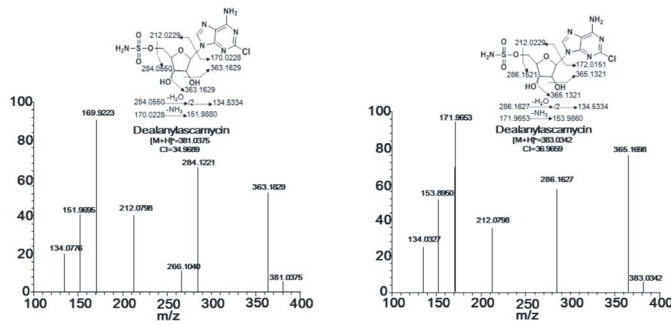 NH₂
212.0229
Cl
H₂N
170.0228
284.0550
363.1629
HO
OH
363.1629
-H₂O
284.0550 /2 134.5334
-NH₃
170.0228 151.9880
Dealanylascamycin
[M+H]⁺=381.0375
Cl=34.9689
100
80
60
40
20
0
169.9223
284.1221
363.1829
151.9695
212.0798
134.0776
266.1040
381.0375
100 150 200 250 300 350 400
m/z
NH₂
212.0229
Cl
H₂N
172.0151
286.1521
365.1321
HO
OH
365.1321
-H₂O
286.1627 /2 134.5334
-NH₃
171.9653 153.9860
Dealanylascamycin
[M+H]⁺=383.0342
Cl=36.9659
100
80
60
40
20
0
171.9653
365.1698
286.1627
153.8950
212.0798
134.0327
383.0342
100 150 200 250 300 350 400
m/z